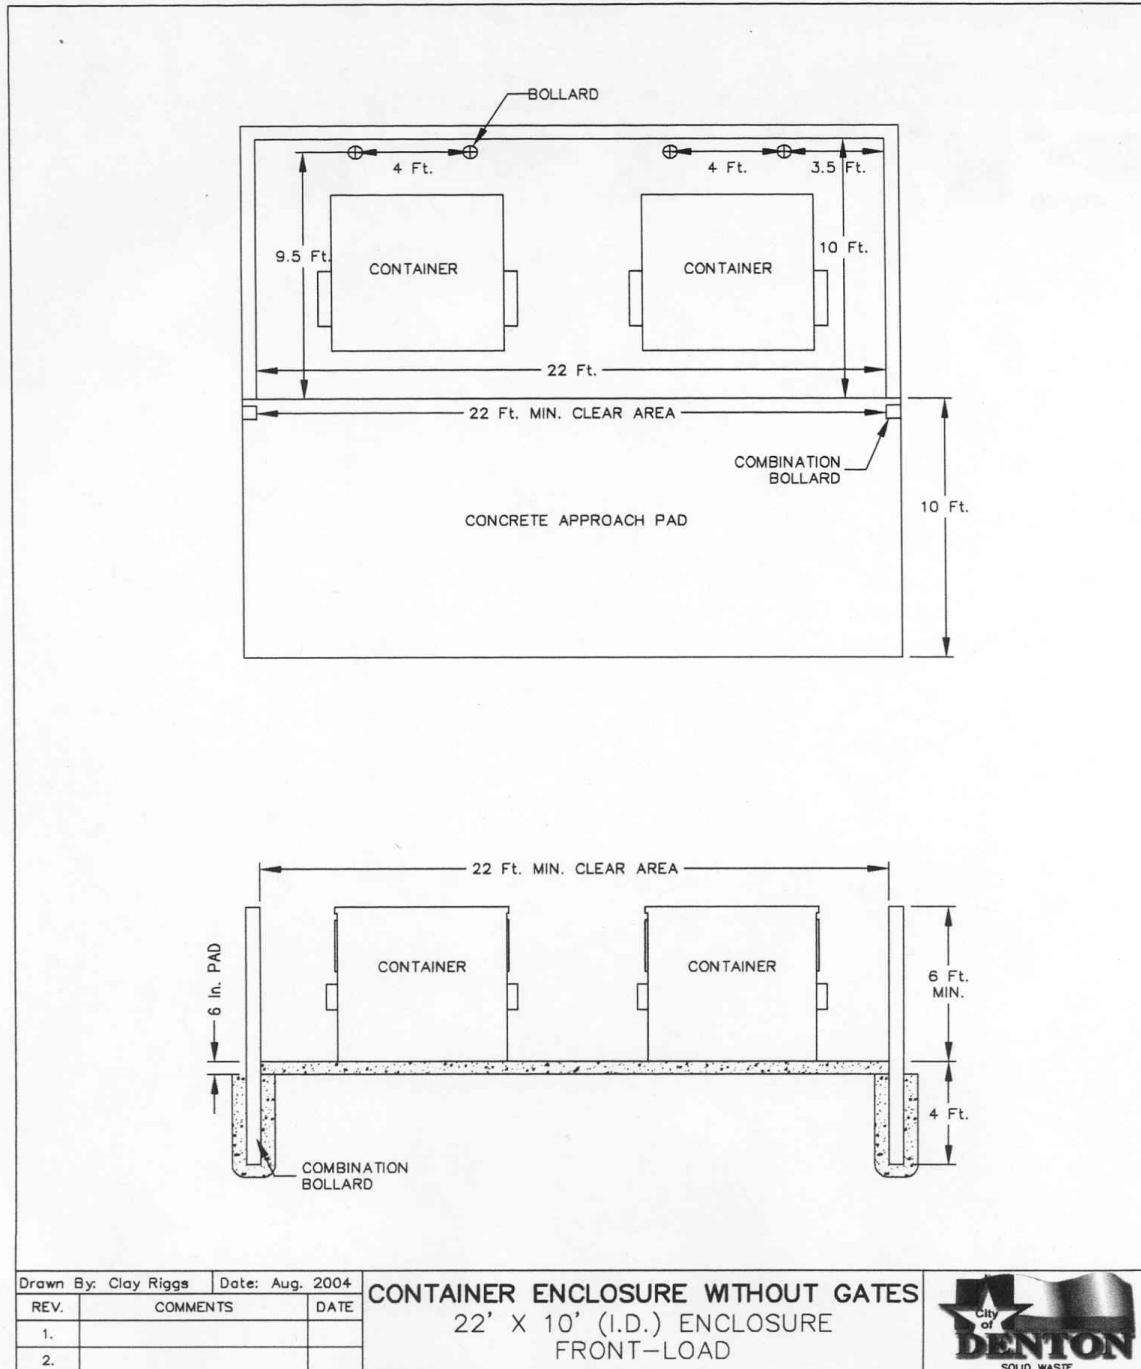 BOLLARD
4 Ft.
4 Ft.
3.5 Ft.
9.5 Ft.
CONTAINER
CONTAINER
10 Ft.
22 Ft.
22 Ft. MIN. CLEAR AREA
COMBINATION
BOLLARD
10 Ft.
CONCRETE APPROACH PAD
22 Ft. MIN. CLEAR AREA
6 In. PAD
CONTAINER
CONTAINER
6 Ft.
MIN.
4 Ft.
COMBINATION
BOLLARD
Drawn By: Clay Riggs Date: Aug. 2004
REV. COMMENTS DATE
1.
2.
CONTAINER ENCLOSURE WITHOUT GATES
22' X 10' (I.D.) ENCLOSURE
FRONT-LOAD
City
of
DENTON
SOLID WASTE